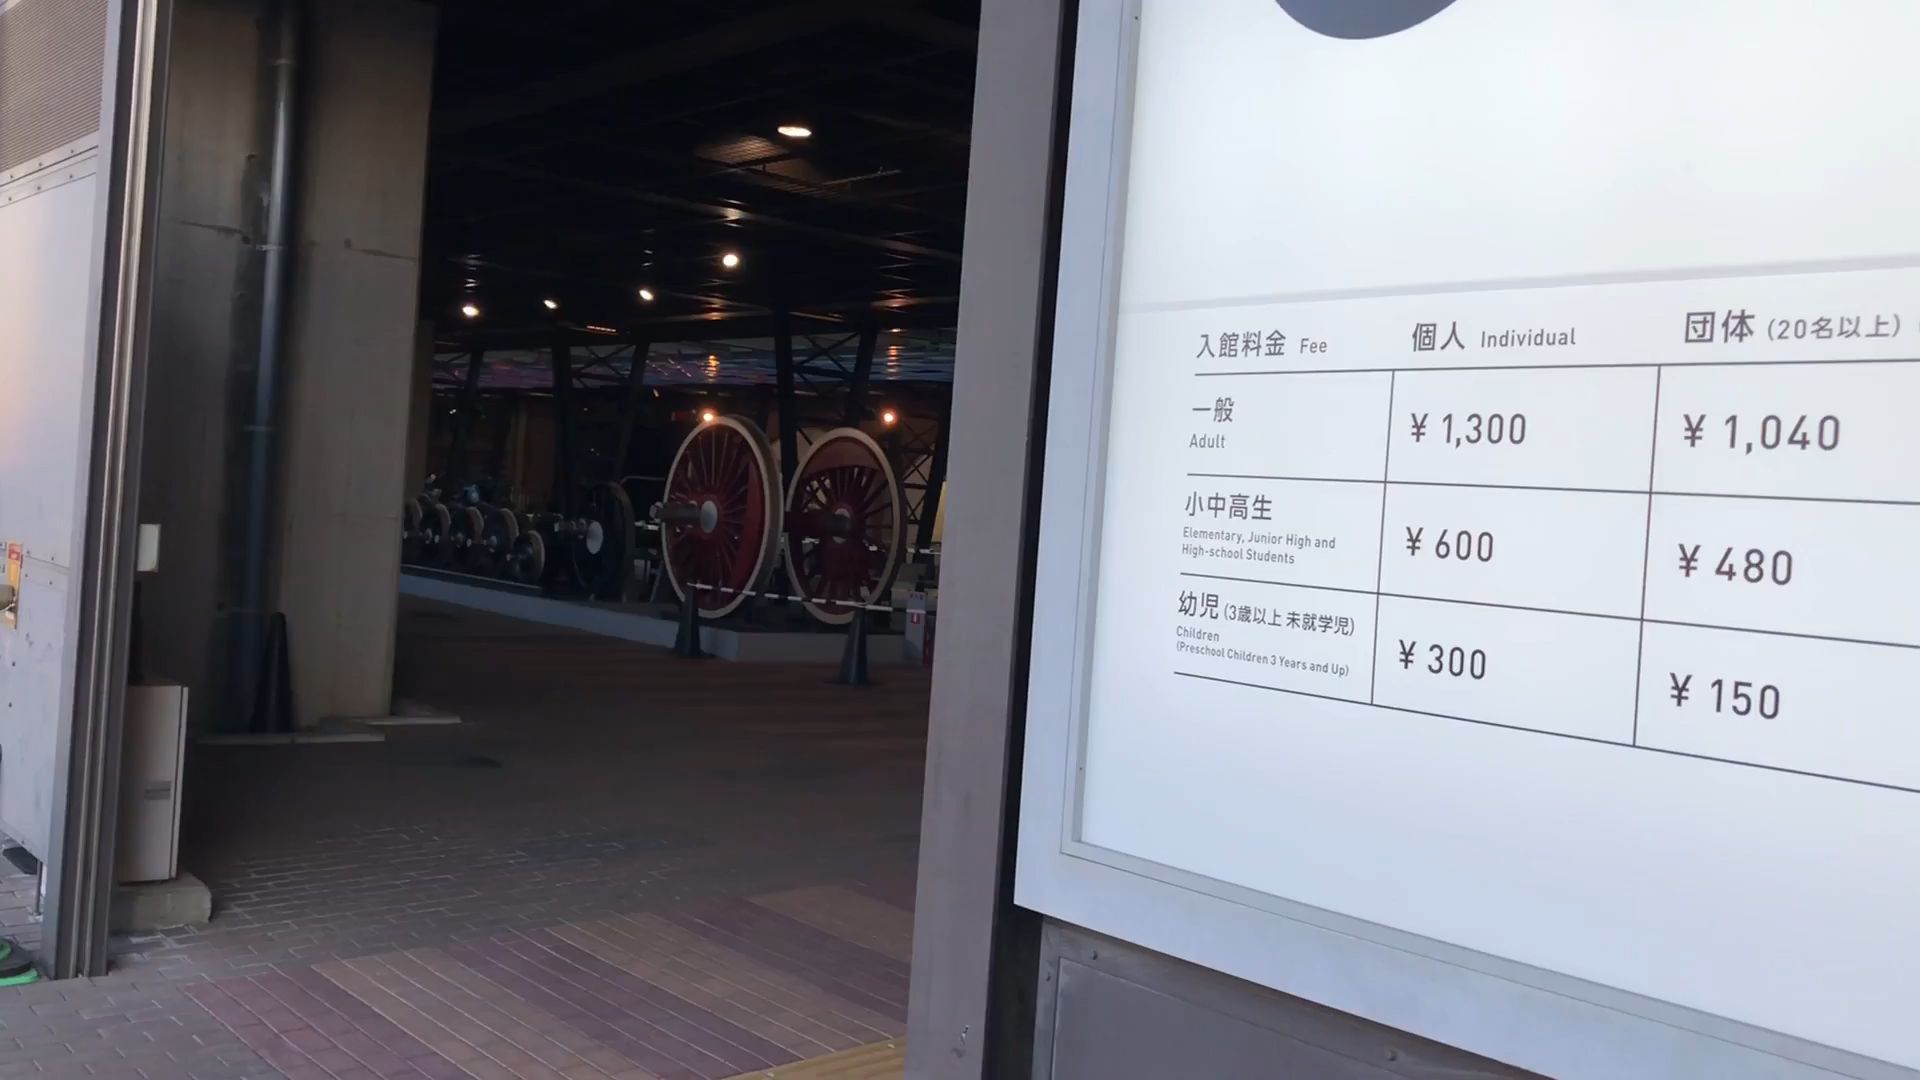 入館料金 Fee 個人 Individual 団体 (20名以上)
一般 ¥ 1,300 ¥ 1,040
Adult
小中高生 ¥ 600 ¥ 480
Elementary, Junior High and
High-school Students
幼児 (3歳以上 未就学児) ¥ 300 ¥ 150
Children
(Preschool Children 3 Years and Up)